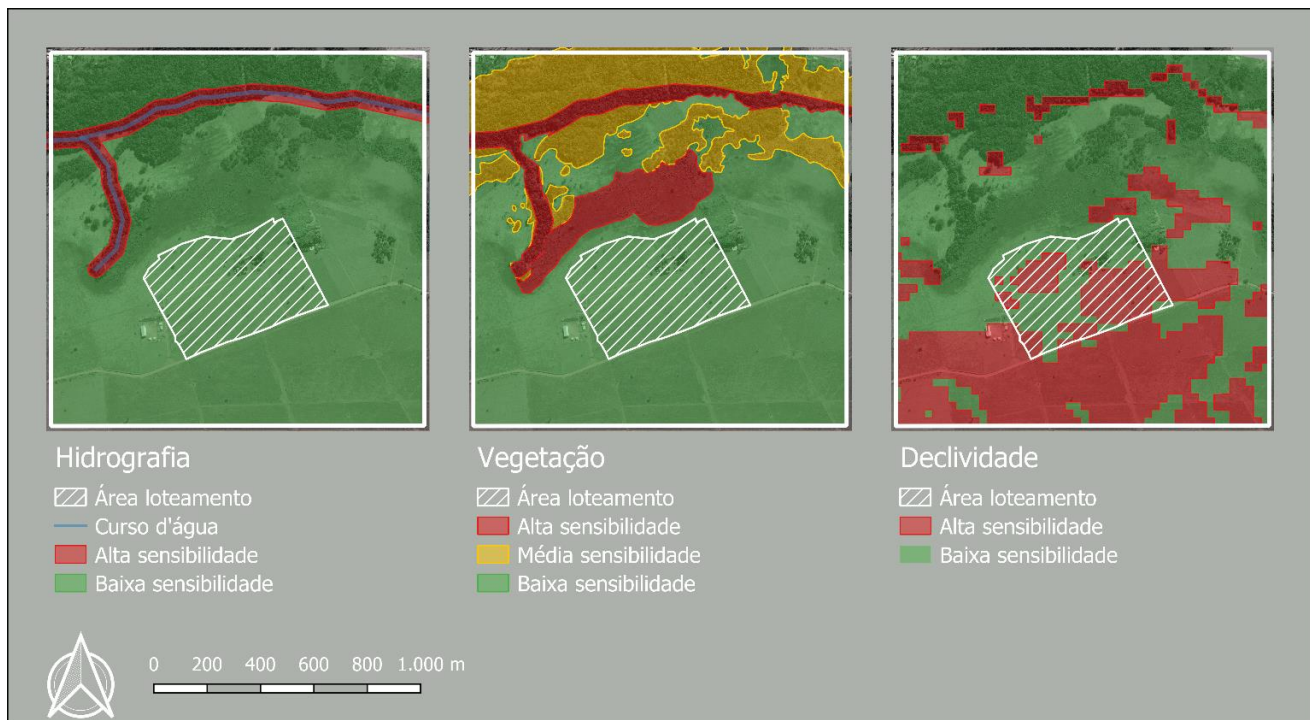 Hidrografia
Área loteamento
Curso d'água
Alta sensibilidade
Baixa sensibilidade
Vegetação
Área loteamento
Alta sensibilidade
Média sensibilidade
Baixa sensibilidade
Declividade
Área loteamento
Alta sensibilidade
Baixa sensibilidade
0 200 400 600 800 1.000 m